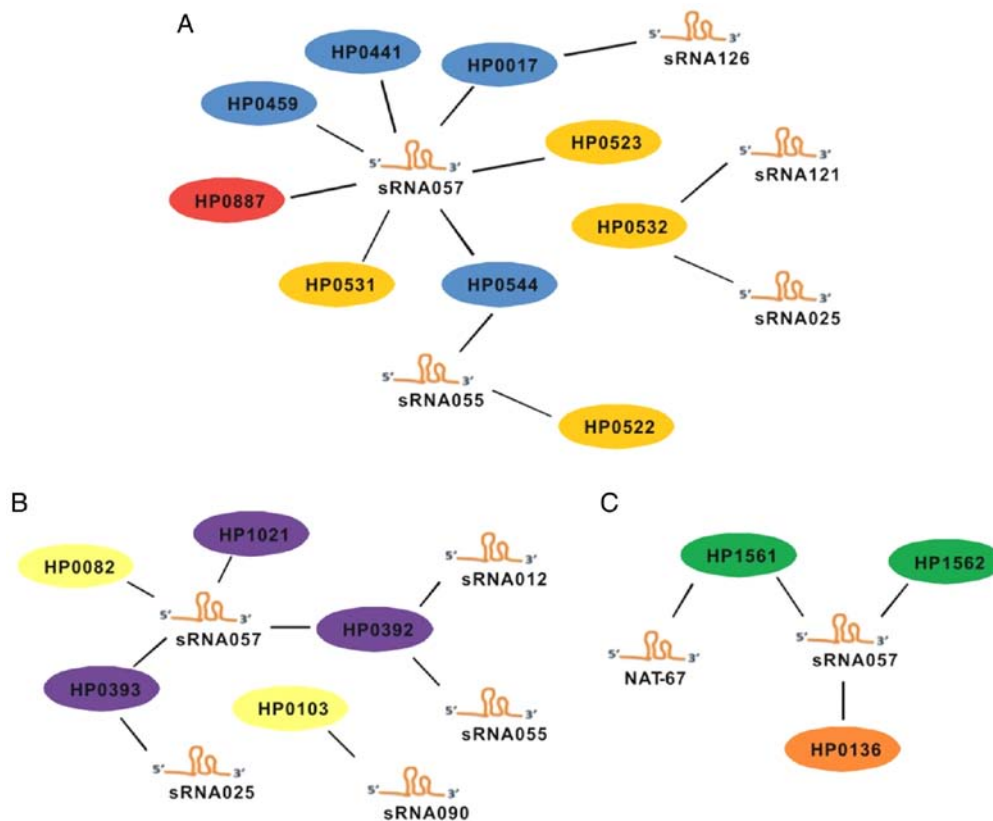 A
HP0441
HP0017
5' 3'
sRNA126
HP0459
HP0523
5' 3'
sRNA057
5' 3'
sRNA121
HP0887
HP0532
HP0531
HP0544
5' 3'
sRNA025
5' 3'
sRNA055
HP0522
B
HP1021
HP0082
5' 3'
sRNA012
5' 3'
sRNA057
HP0392
HP0393
HP0103
5' 3'
sRNA055
5' 3'
sRNA025
5' 3'
sRNA090
C
HP1561
HP1562
5' 3'
NAT-67
5' 3'
sRNA057
HP0136